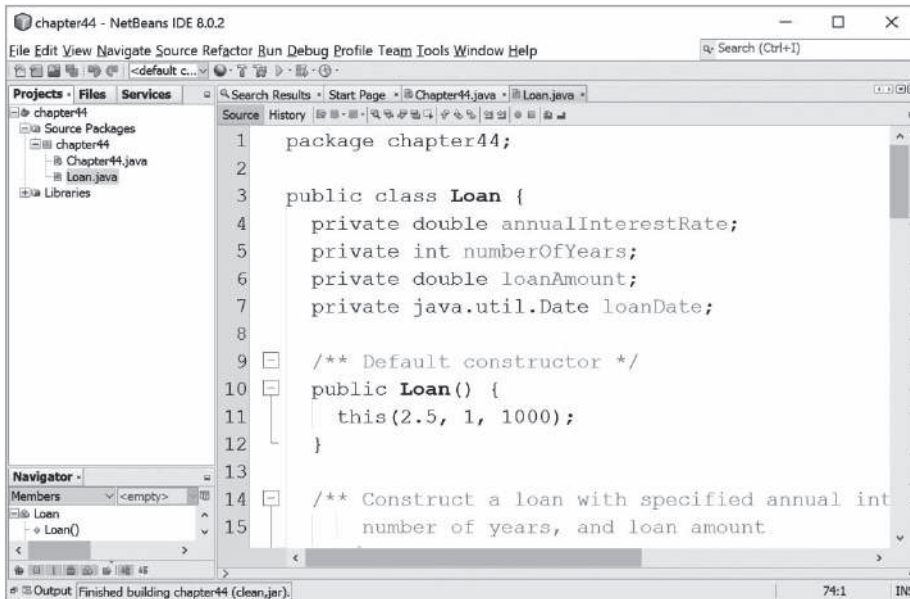 chapter44 - NetBeans IDE 8.0.2
File Edit View Navigate Source Refactor Run Debug Profile Team Tools Window Help
Search (Ctrl+I)
<default c...
Projects Files Services
chapter44
Source Packages
chapter44
Chapter44.java
Loan.java
Libraries
Search Results Start Page Chapter44.java Loan.java
Source History
1 package chapter44;
2
3 public class Loan {
4 private double annualInterestRate;
5 private int numberOfYears;
6 private double loanAmount;
7 private java.util.Date loanDate;
8
9 /** Default constructor */
10 public Loan() {
11 this(2.5, 1, 1000);
12 }
13
14 /** Construct a loan with specified annual int
15 number of years, and loan amount
Navigator
Members <empty>
Loan
Loan()
Output Finished building chapter44 (clean,jar).
74:1 INS